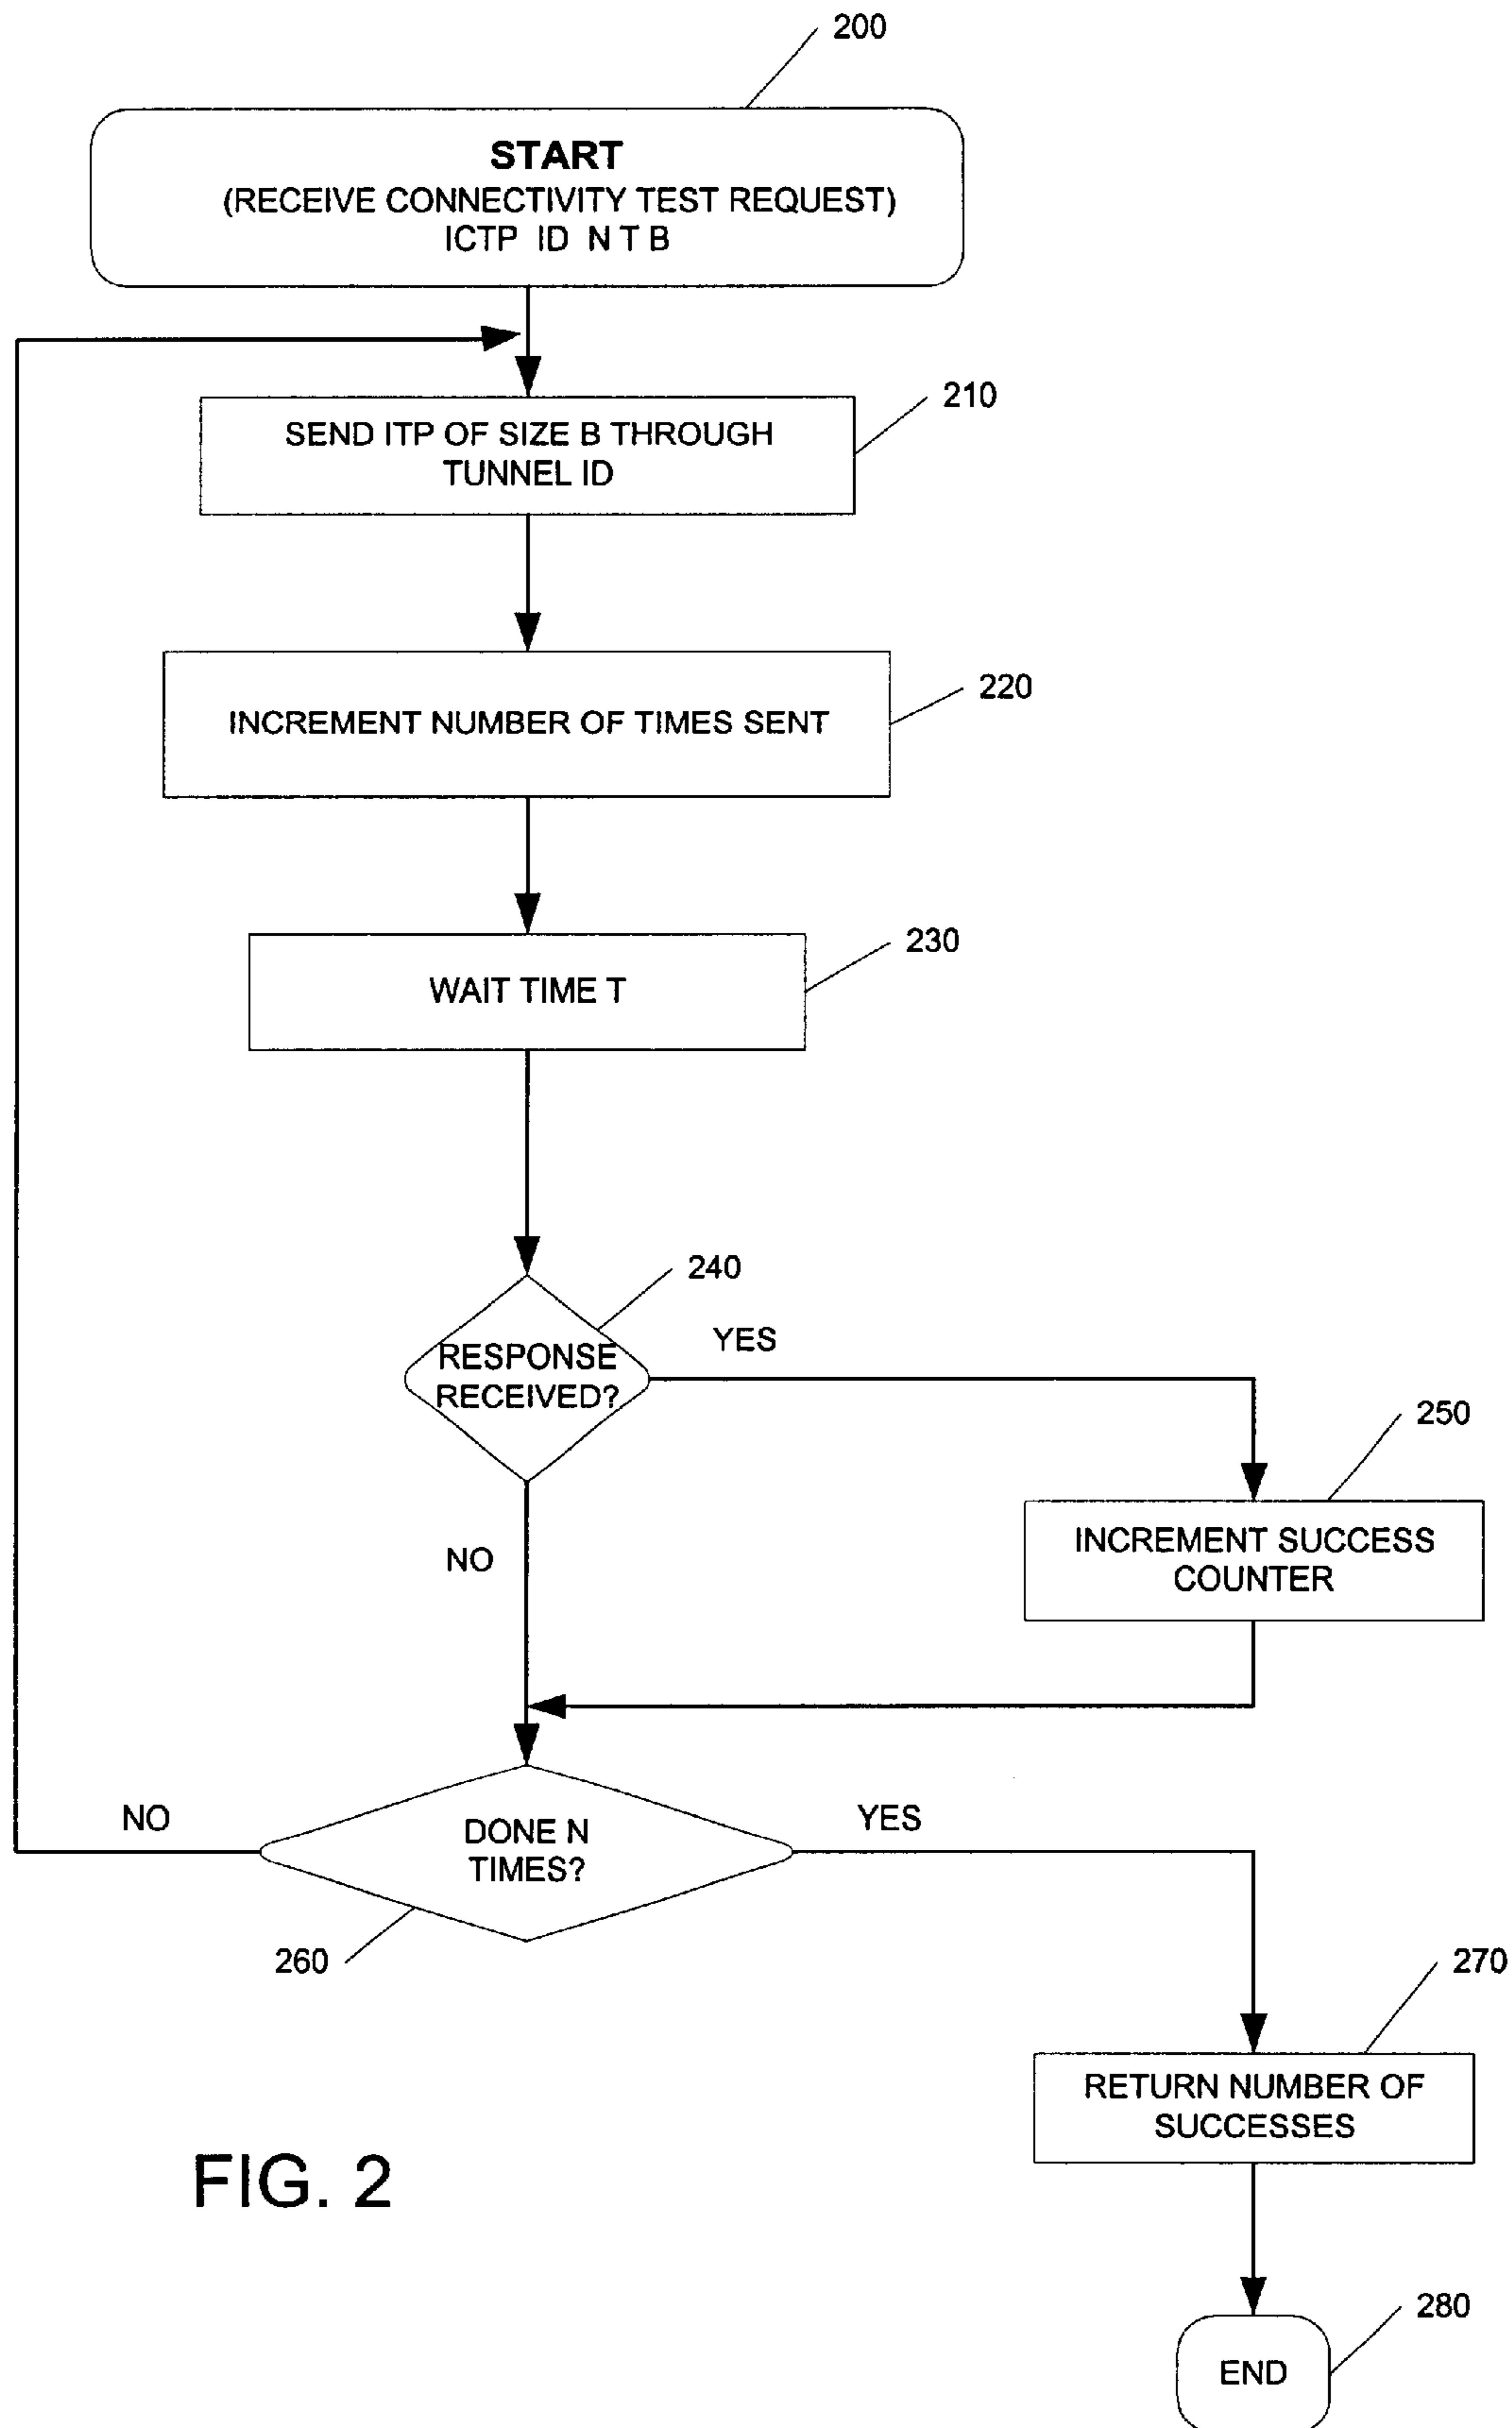 200
START
(RECEIVE CONNECTIVITY TEST REQUEST)
ICTP ID N T B
210
SEND ITP OF SIZE B THROUGH
TUNNEL ID
220
INCREMENT NUMBER OF TIMES SENT
230
WAIT TIME T
240
RESPONSE
RECEIVED?
YES
250
INCREMENT SUCCESS
COUNTER
NO
NO
DONE N
TIMES?
YES
260
270
RETURN NUMBER OF
SUCCESSES
FIG. 2
280
END